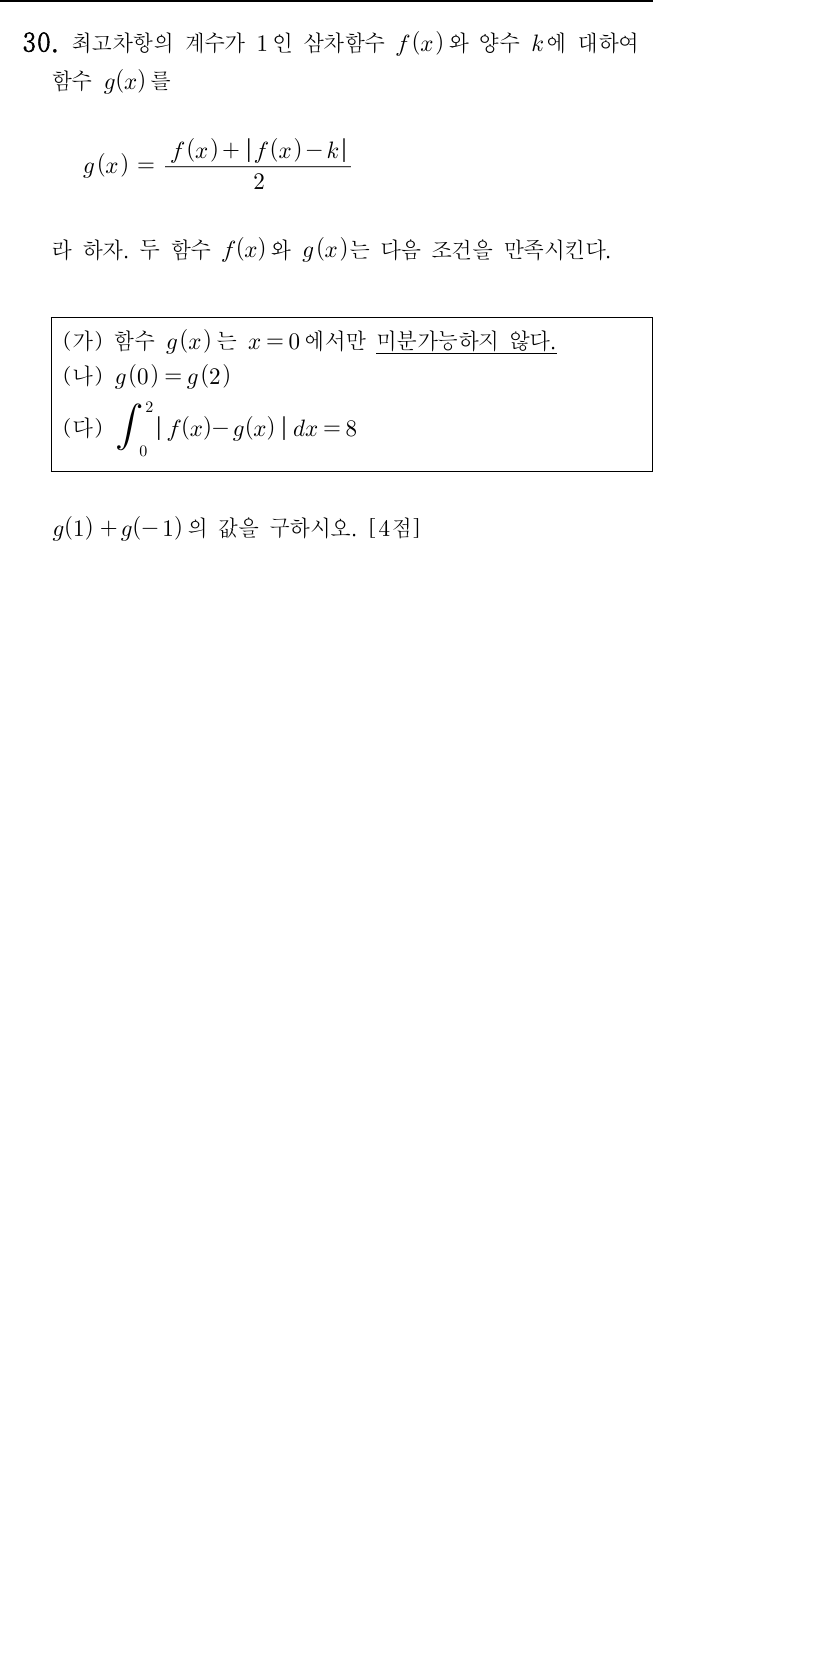 30. 최고차항의 계수가 1인 삼차함수 f(x)와 양수 k에 대하여
함수 g(x)를
g(x) = \frac{f(x)+|f(x)-k|}{2}
라 하자. 두 함수 f(x)와 g(x)는 다음 조건을 만족시킨다.
(가) 함수 g(x)는 x=0에서만 미분가능하지 않다.
(나) g(0)=g(2)
(다) \int_0^2 |f(x)-g(x)| dx = 8
g(1)+g(-1)의 값을 구하시오. [4점]